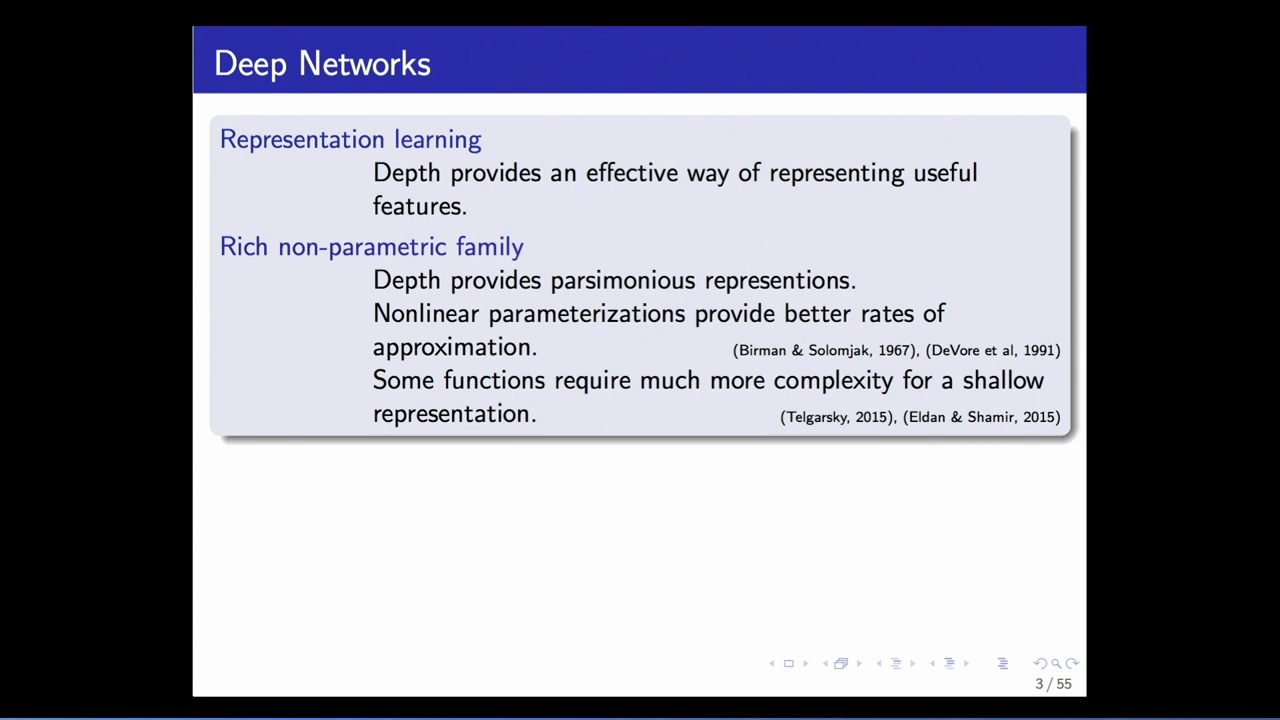 Deep Networks
Representation learning
Depth provides an effective way of representing useful
features.
Rich non-parametric family
Depth provides parsimonious representions.
Nonlinear parameterizations provide better rates of
approximation. (Birman & Solomjak, 1967), (DeVore et al, 1991)
Some functions require much more complexity for a shallow
representation. (Telgarsky, 2015), (Eldan & Shamir, 2015)
3 / 55